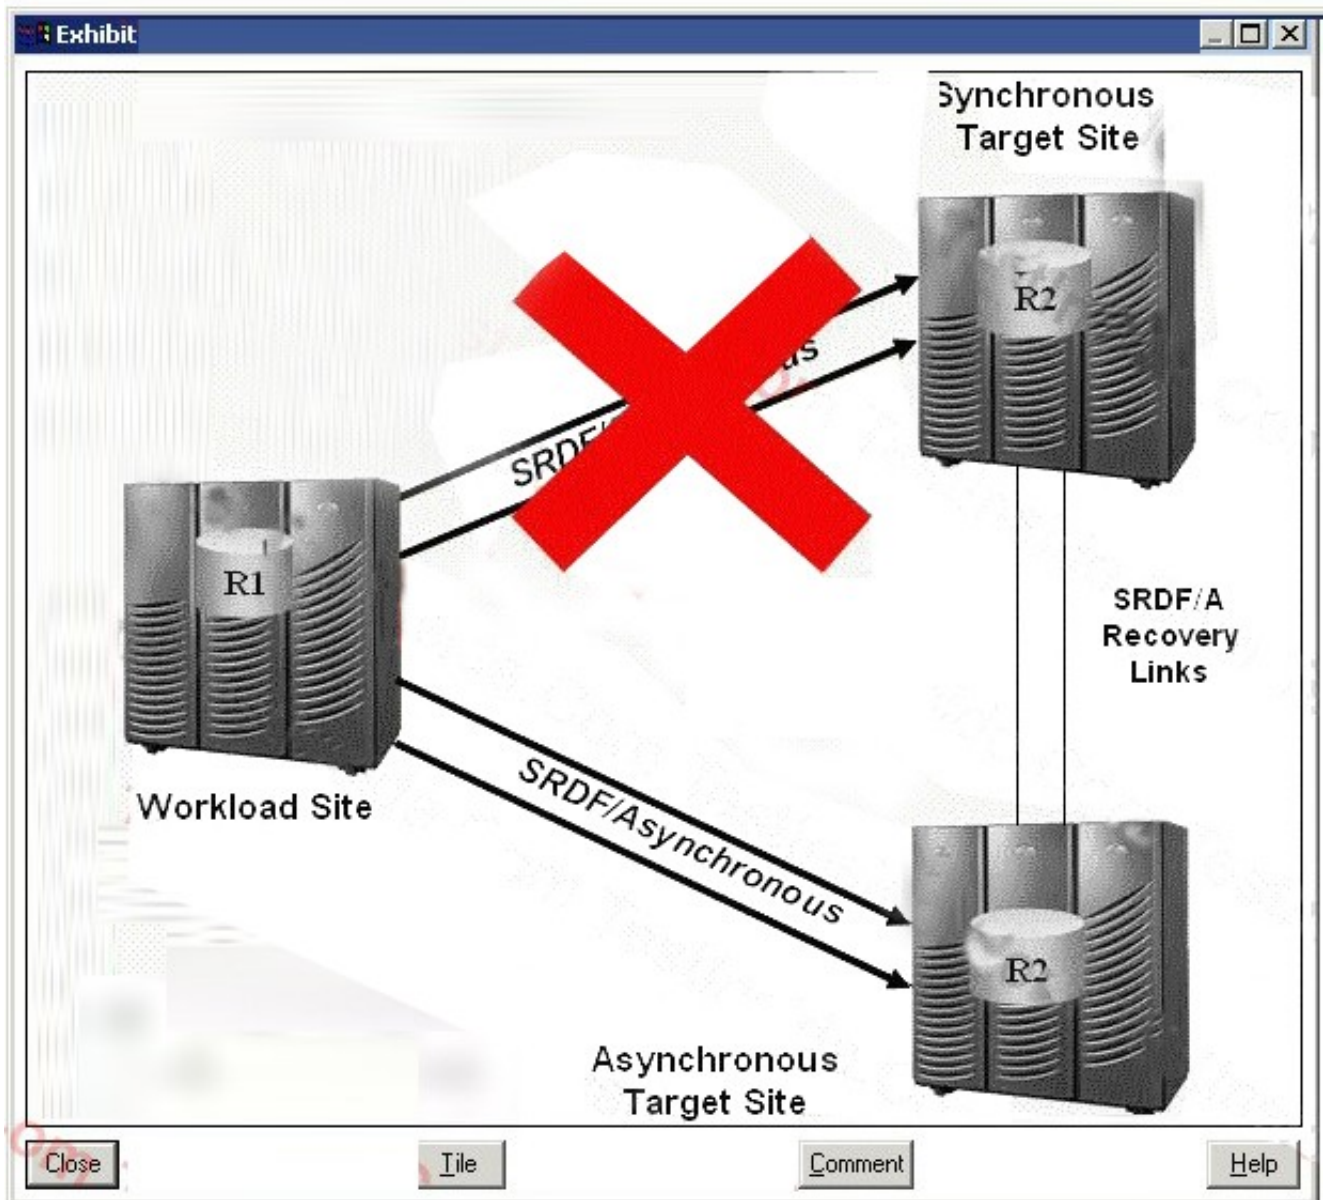 Exhibit
Synchronous
Target Site
R2
R1
SRDF/A
Recovery
Links
Workload Site
SRDF/Asynchronous
R2
Asynchronous
Target Site
Close
Tile
Comment
Help